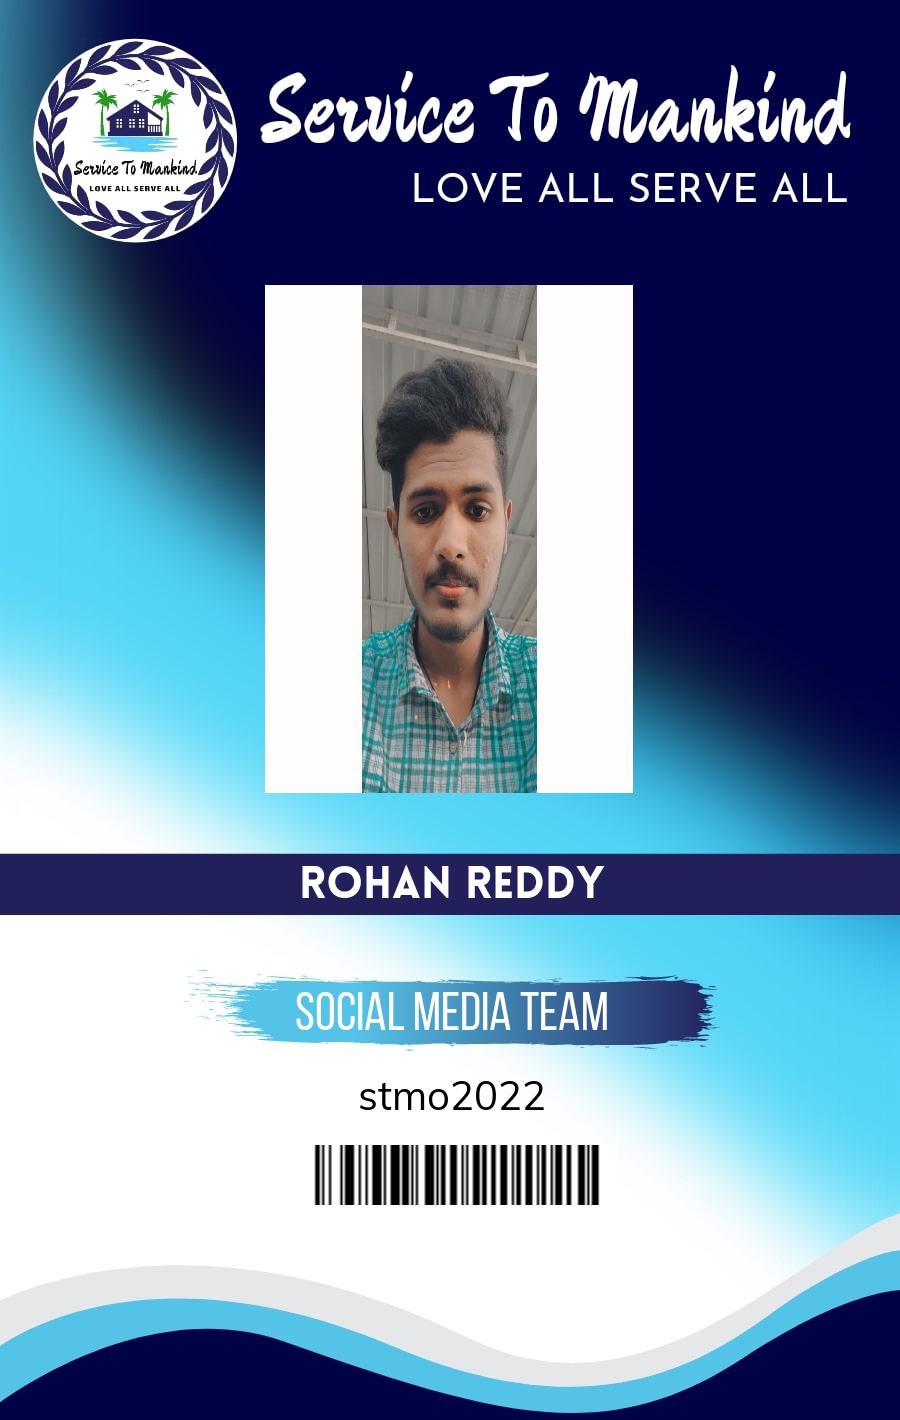 Service To Mankind
LOVE ALL SERVE ALL
Service To Mankind
LOVE ALL SERVE ALL
ROHAN REDDY
SOCIAL MEDIA TEAM
stmo2022